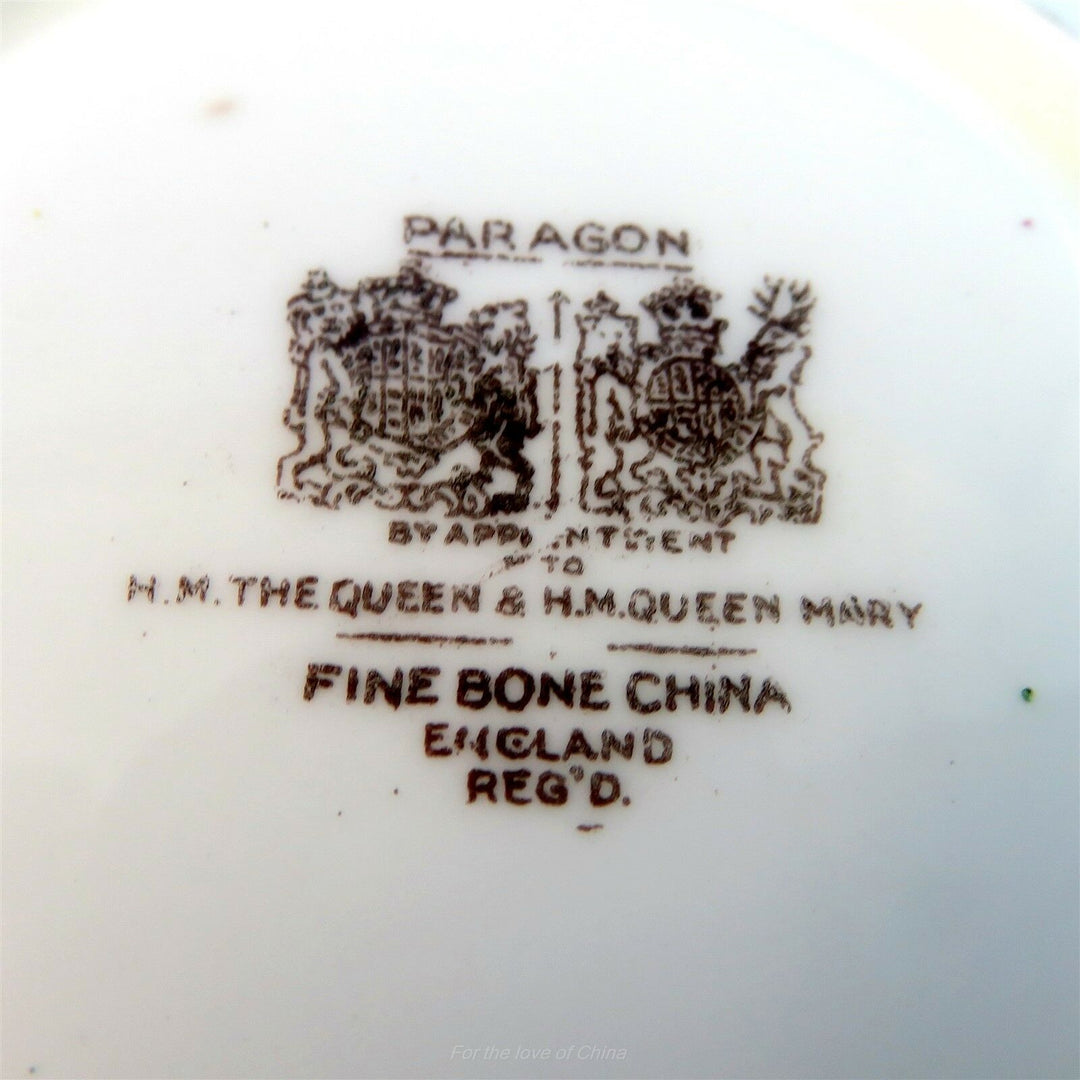 PARAGON
BY APPOINTMENT
TO
H.M. THE QUEEN & H.M. QUEEN MARY
FINE BONE CHINA
ENGLAND
REG'D.
For the love of China